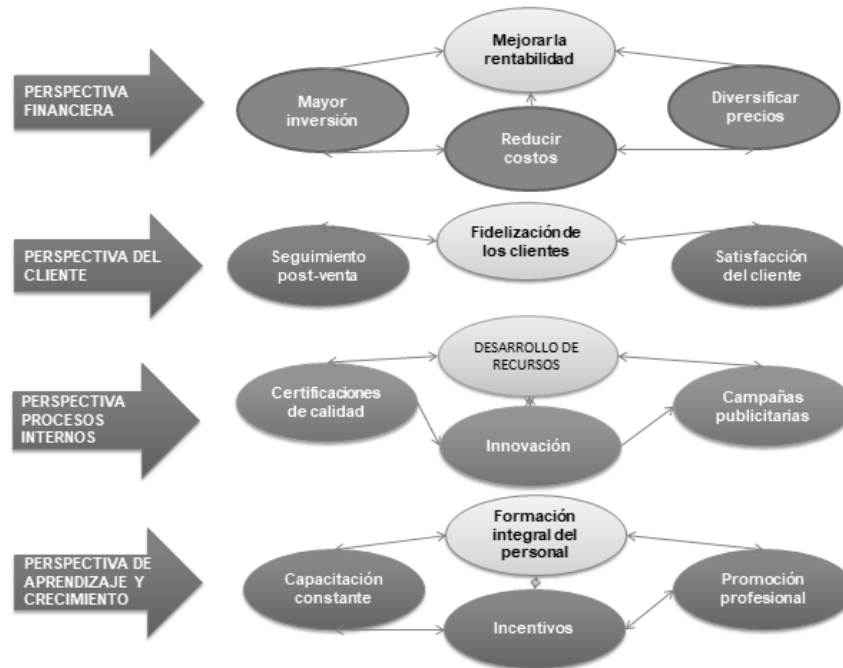 PERSPECTIVA
FINANCIERA
Mejorar la
rentabilidad
Mayor
inversión
Diversificar
precios
Reducir
costos
PERSPECTIVA DEL
CLIENTE
Fidelización de
los clientes
Seguimiento
post-venta
Satisfacción
del cliente
PERSPECTIVA
PROCESOS
INTERNOS
DESARROLLO DE
RECURSOS
Certificaciones
de calidad
Campañas
publicitarias
Innovación
PERSPECTIVA DE
APRENDIZAJE Y
CRECIMIENTO
Formación
integral del
personal
Capacitación
constante
Promoción
profesional
Incentivos